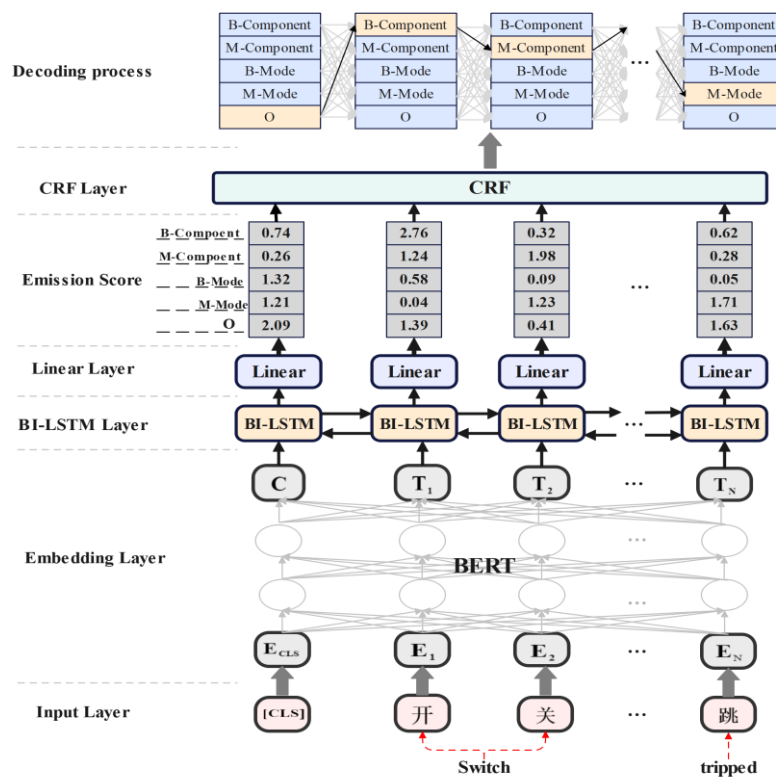 B-Component B-Component B-Component B-Component
M-Component M-Component M-Component M-Component
Decoding process B-Mode B-Mode B-Mode ... B-Mode
M-Mode M-Mode M-Mode M-Mode
O O O O
CRF Layer CRF
B-Compoent 0.74 2.76 0.32 0.62
M-Component 0.26 1.24 1.98 0.28
Emission Score B-Mode 1.32 0.58 0.09 ... 0.05
M-Mode 1.21 0.04 1.23 1.71
O 2.09 1.39 0.41 1.63
Linear Layer Linear Linear Linear Linear
BI-LSTM Layer BI-LSTM BI-LSTM BI-LSTM ... BI-LSTM
C T1 T2 ... TN
...
Embedding Layer BERT
...
ECLS E1 E2 ... EN
Input Layer [CLS] 开 关 ... 跳
Switch tripped